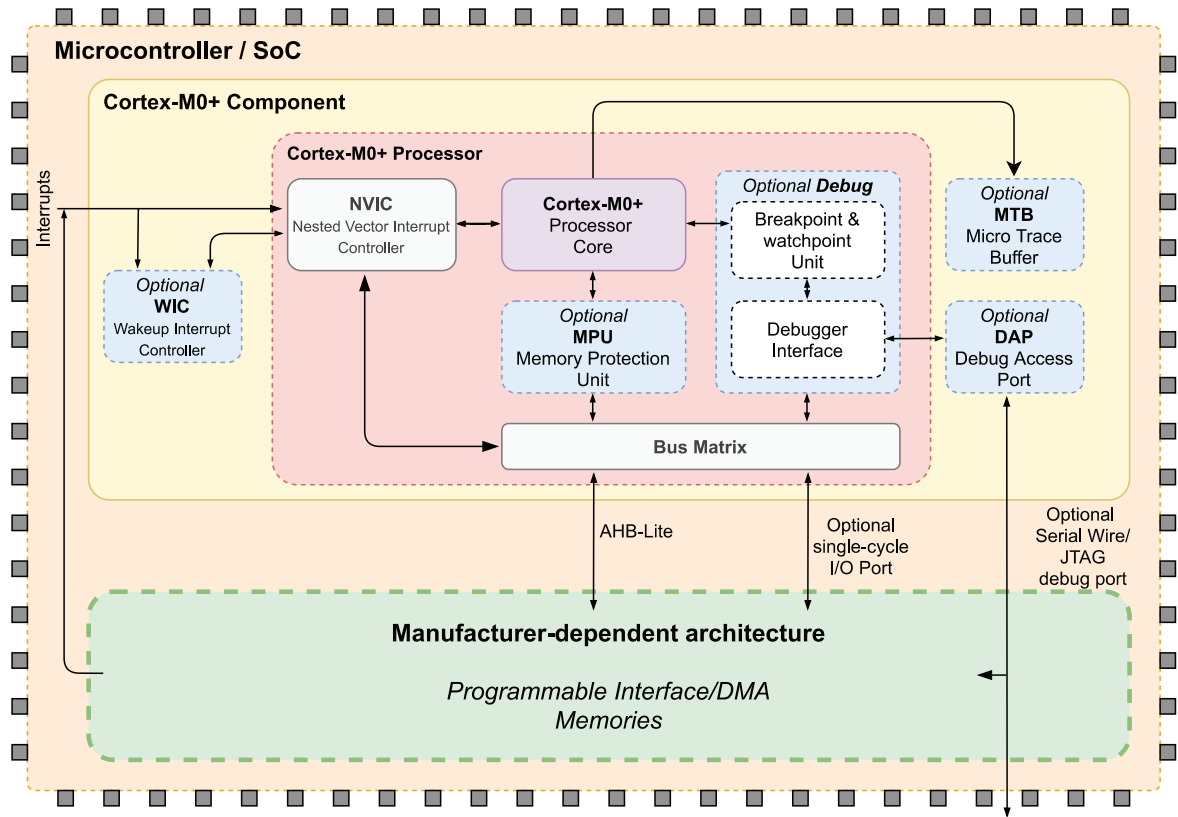 Microcontroller / SoC
Cortex-M0+ Component
Cortex-M0+ Processor
Interrupts
NVIC
Nested Vector Interrupt
Controller
Cortex-M0+
Processor
Core
Optional Debug
Breakpoint &
watchpoint
Unit
Debugger
Interface
Optional
MTB
Micro Trace
Buffer
Optional
WIC
Wakeup Interrupt
Controller
Optional
MPU
Memory Protection
Unit
Optional
DAP
Debug Access
Port
Bus Matrix
AHB-Lite
Optional
single-cycle
I/O Port
Optional
Serial Wire/
JTAG
debug port
Manufacturer-dependent architecture
Programmable Interface/DMA
Memories